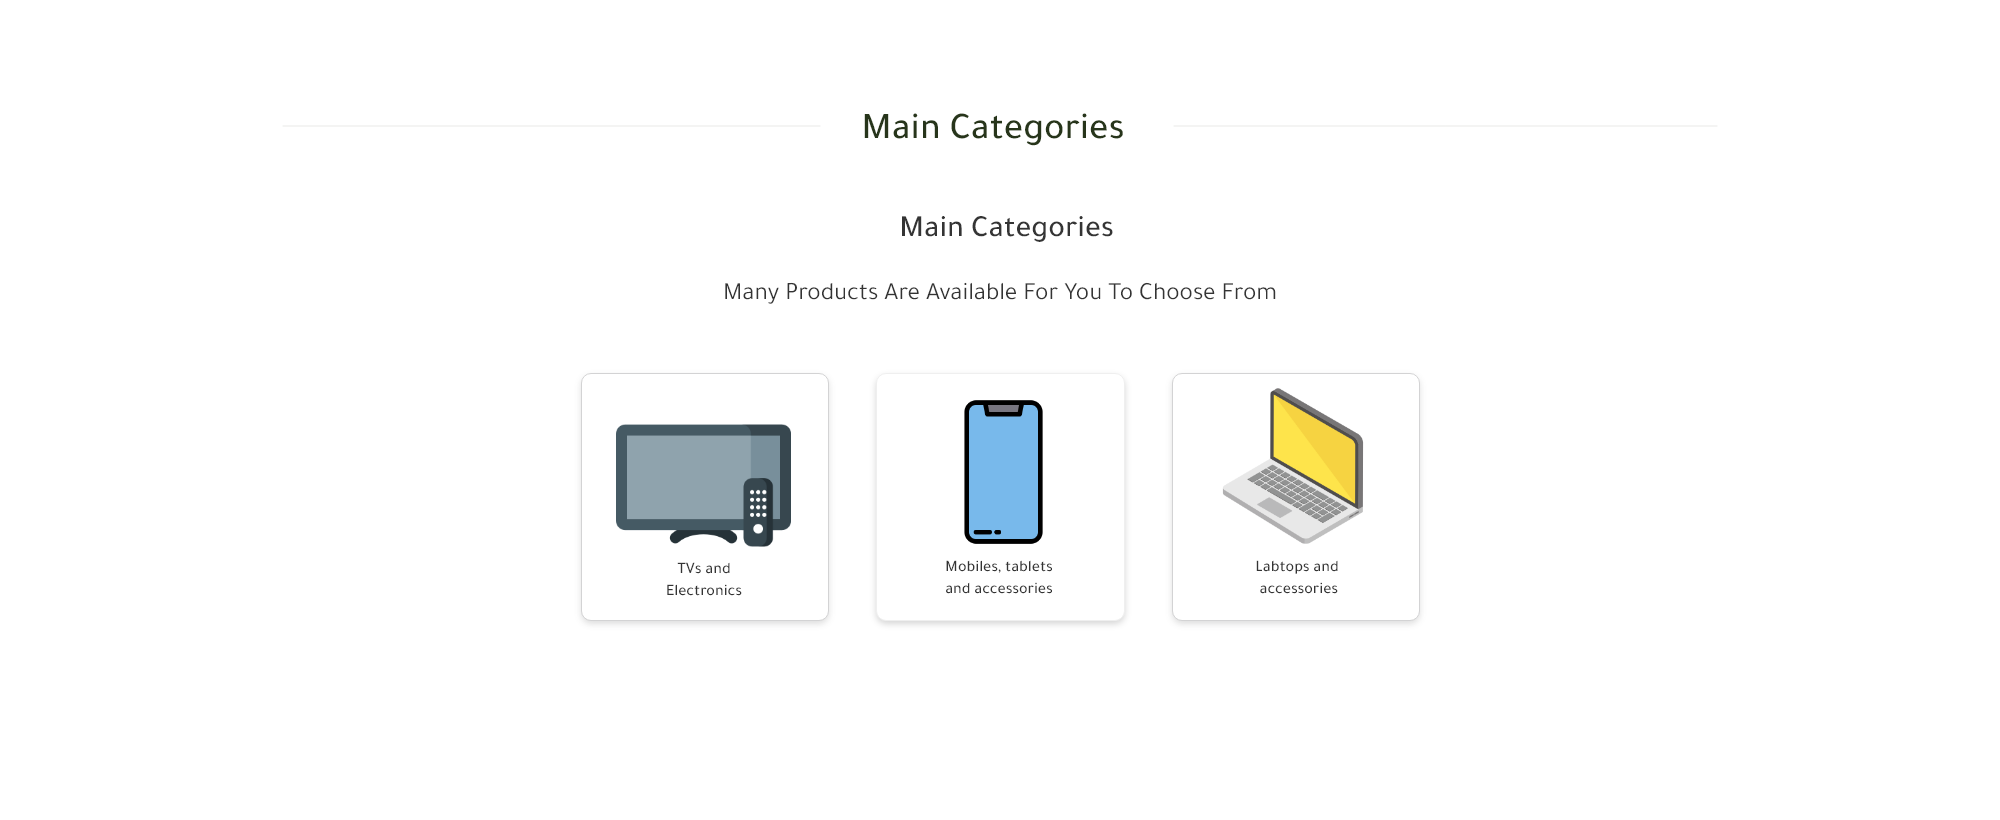 Main Categories
Main Categories
Many Products Are Available For You To Choose From
TVs and
Electronics
Mobiles, tablets
and accessories
Labtops and
accessories